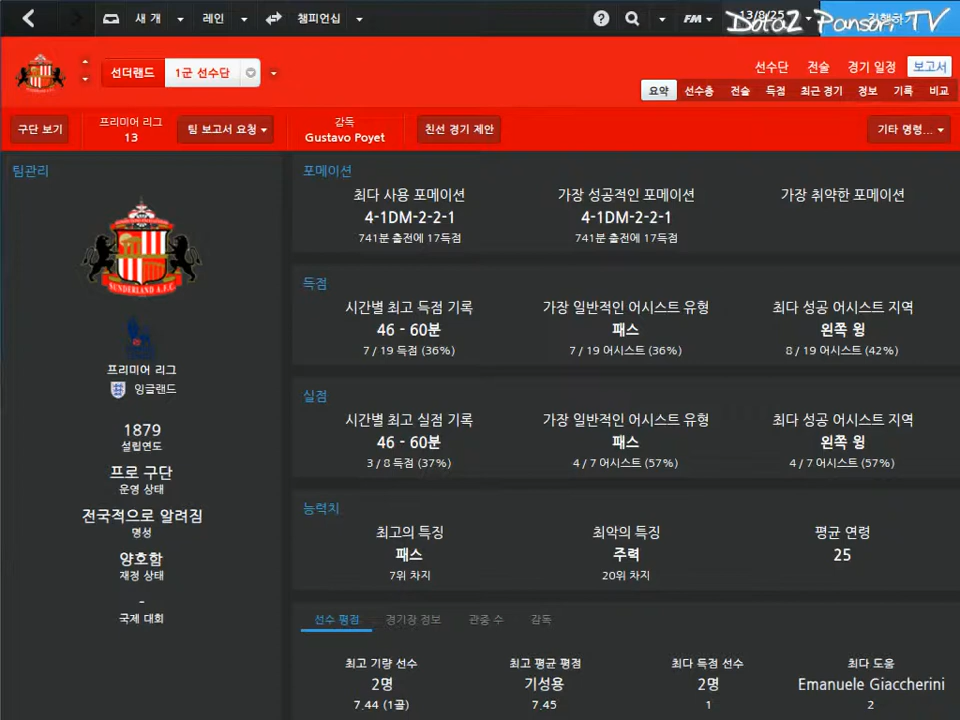 새 개 레인 챔피언십 ? FM 13/8/25
Dota2 Pansori TV
선더랜드 1군 선수단
선수단 전술 경기 일정 보고서
요약 선수층 전술 득점 최근 경기 정보 기록 비교
구단 보기 프리미어 리그 13 팀 보고서 요청 감독 Gustavo Poyet 친선 경기 제안 기타 명령...
팀관리
SUNDERLAND A.F.C.
프리미어 리그
잉글랜드
1879
설립연도
프로 구단
운영 상태
전국적으로 알려짐
명성
양호함
재정 상태
-
국제 대회
포메이션
최다 사용 포메이션 가장 성공적인 포메이션 가장 취약한 포메이션
4-1DM-2-2-1 4-1DM-2-2-1
741분 출전에 17득점 741분 출전에 17득점
득점
시간별 최고 득점 기록 가장 일반적인 어시스트 유형 최다 성공 어시스트 지역
46 - 60분 패스 왼쪽 윙
7 / 19 득점 (36%) 7 / 19 어시스트 (36%) 8 / 19 어시스트 (42%)
실점
시간별 최고 실점 기록 가장 일반적인 어시스트 유형 최다 성공 어시스트 지역
46 - 60분 패스 왼쪽 윙
3 / 8 득점 (37%) 4 / 7 어시스트 (57%) 4 / 7 어시스트 (57%)
능력치
최고의 특징 최악의 특징 평균 연령
패스 주력 25
7위 차지 20위 차지
선수 평점 경기장 정보 관중 수 감독
최고 기량 선수 최고 평균 평점 최다 득점 선수 최다 도움
2명 기성용 2명 Emanuele Giaccherini
7.44 (1골) 7.45 1 2